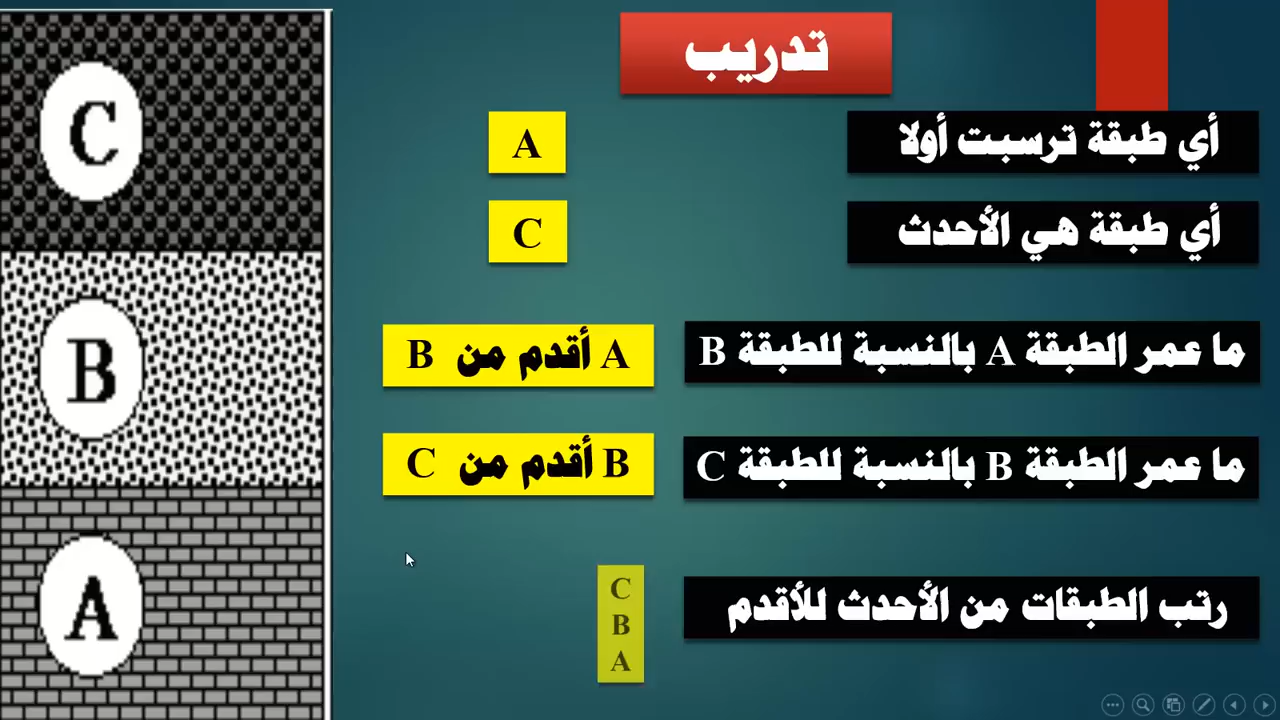 تدريب
أي طبقة ترسبت أولا
A
أي طبقة هي الأحدث
C
ما عمر الطبقة A بالنسبة للطبقة B
A أقدم من B
ما عمر الطبقة B بالنسبة للطبقة C
B أقدم من C
رتب الطبقات من الأحدث للأقدم
C
B
A
C
B
A